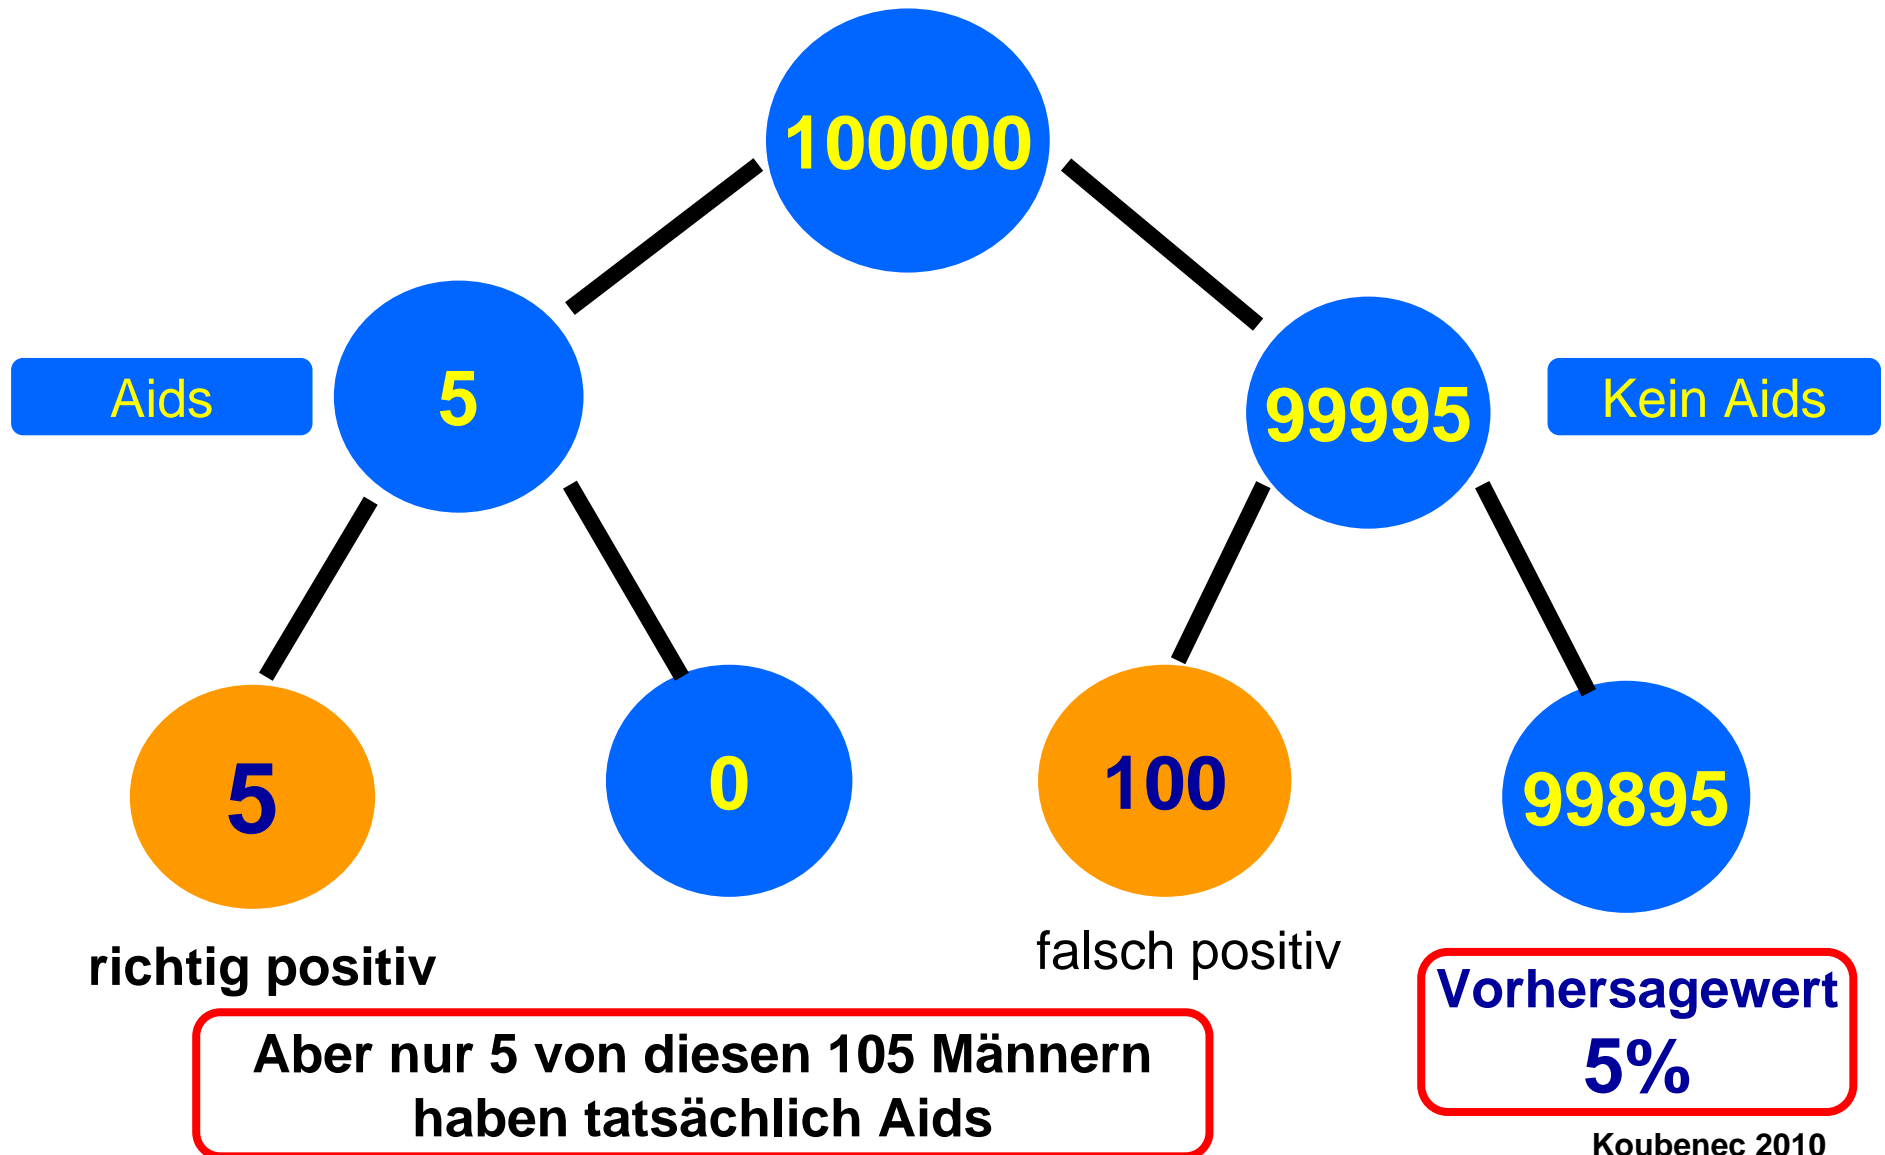 100000
Aids
5
99995
Kein Aids
5
0
100
99895
richtig positiv
falsch positiv
Aber nur 5 von diesen 105 Männern
haben tatsächlich Aids
Vorhersagewert
5%
Koubenec 2010